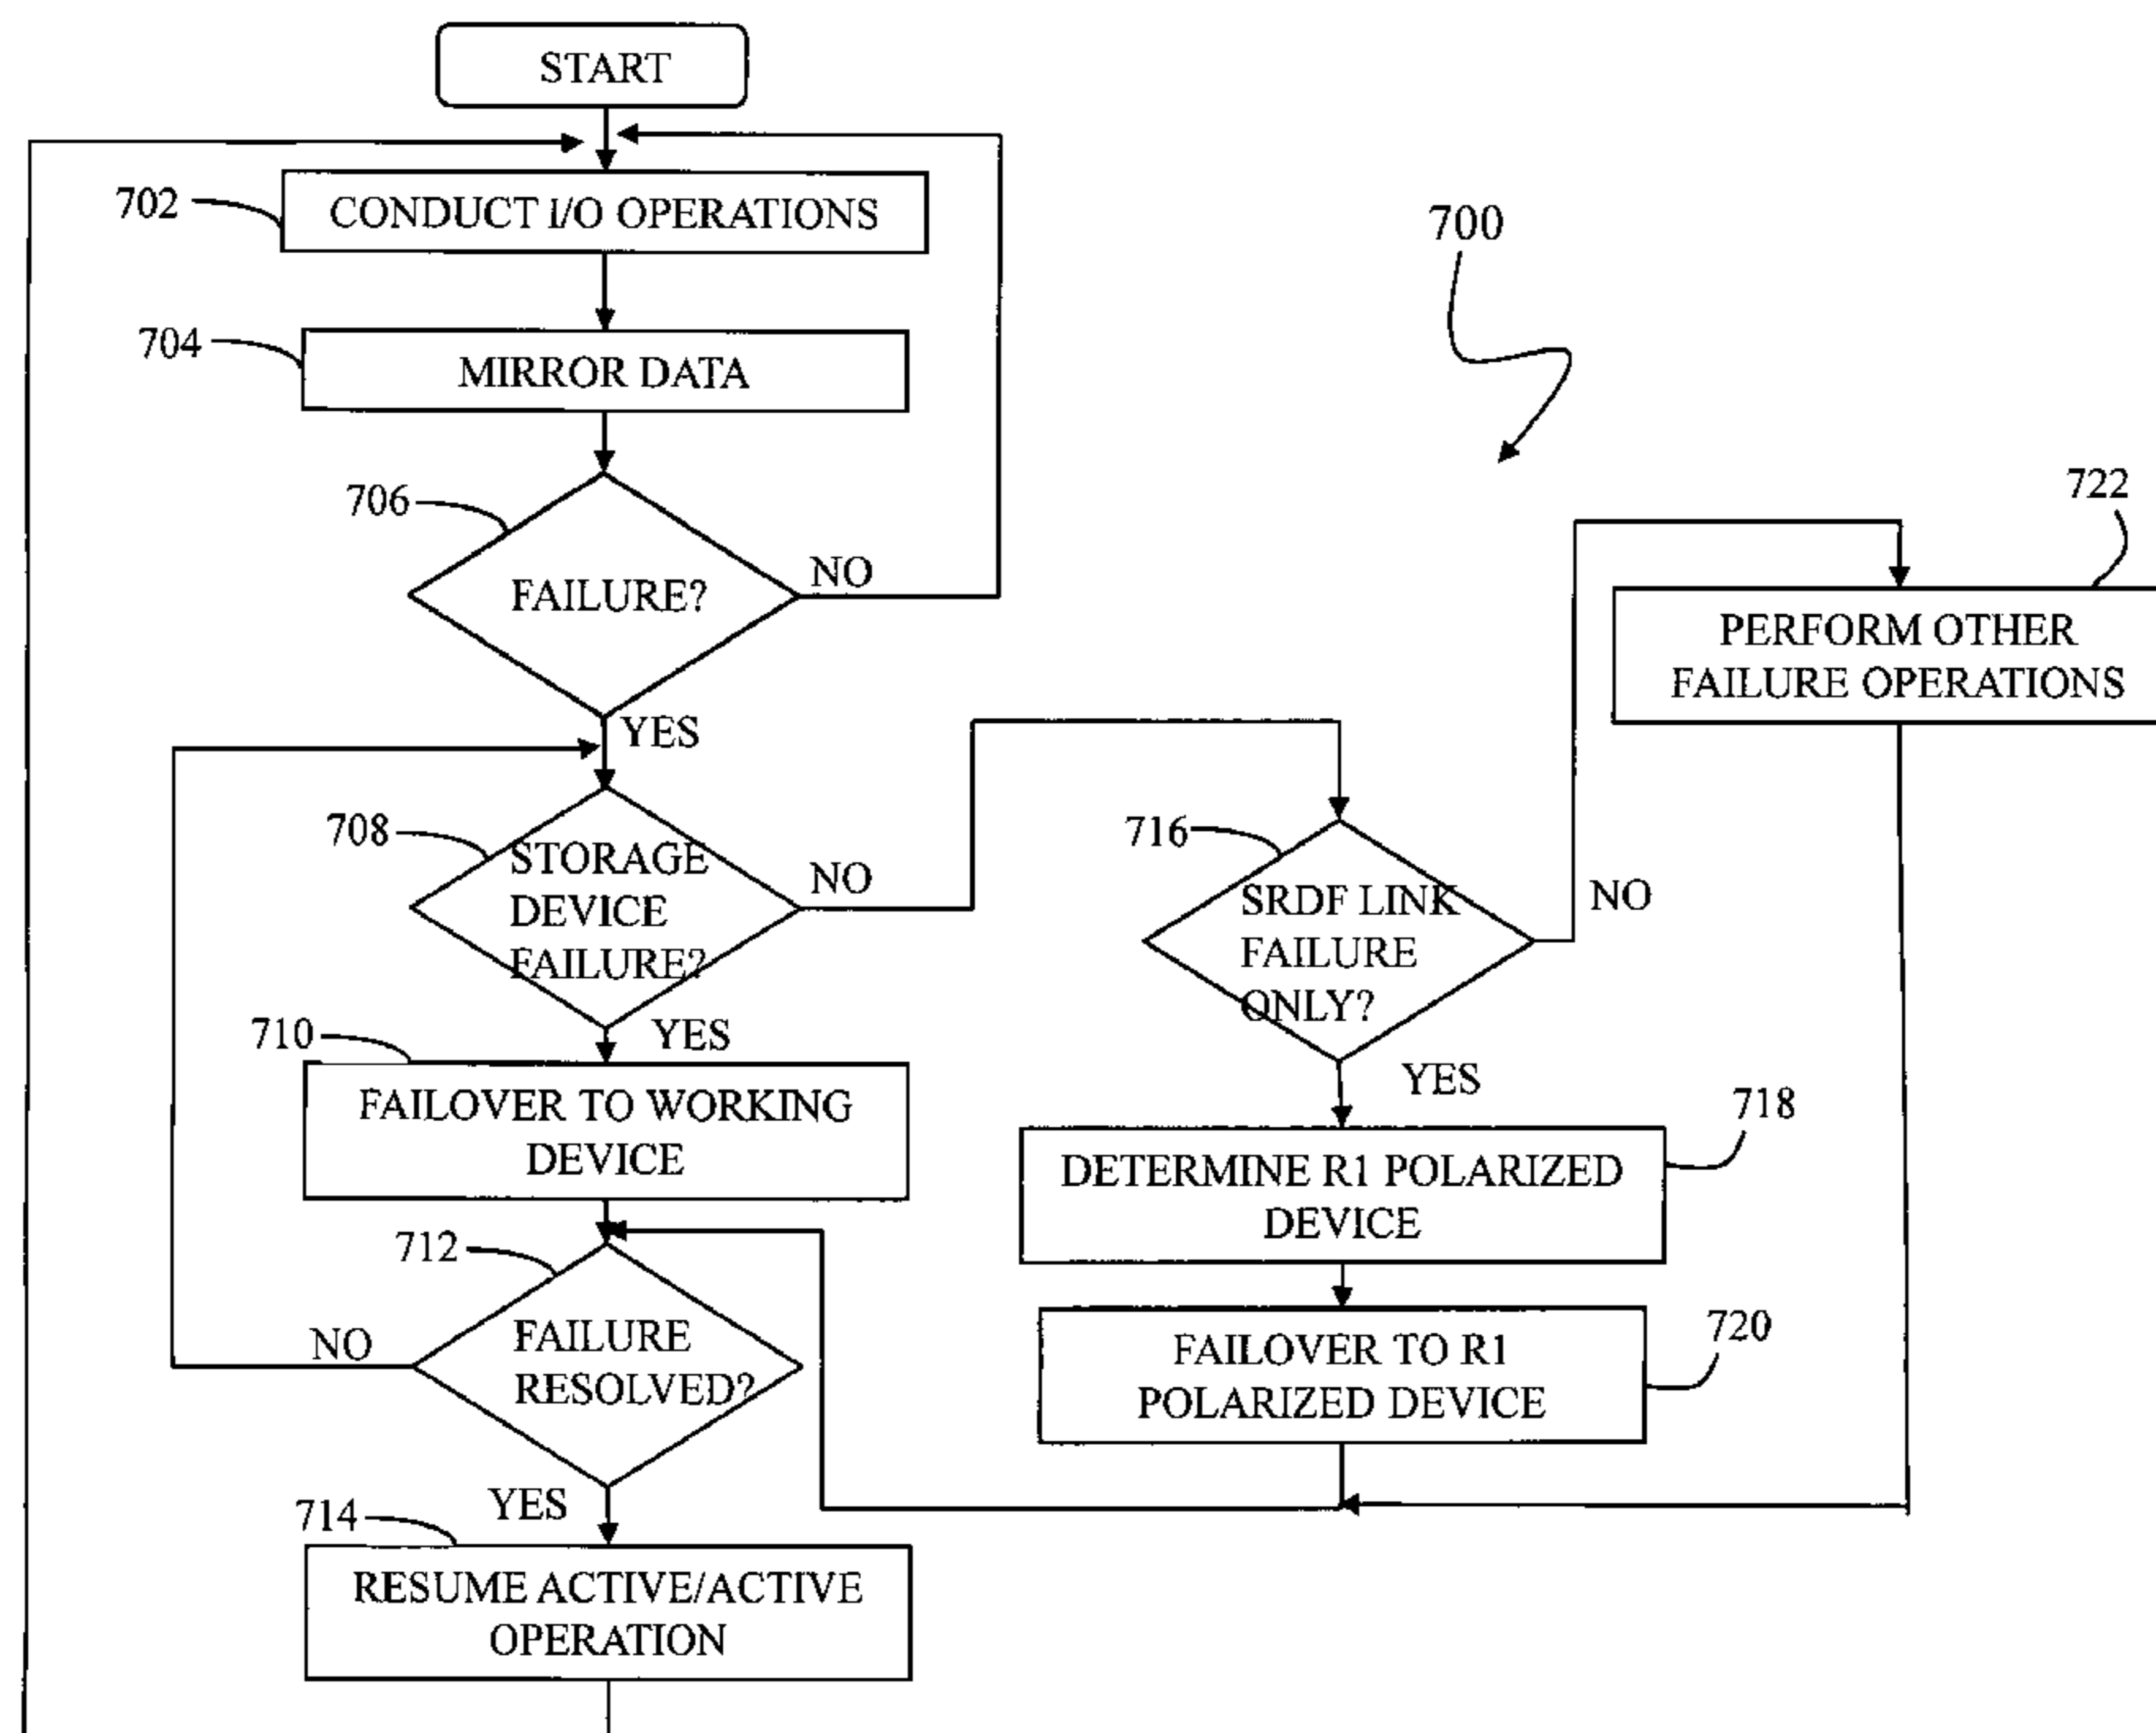 START
702
CONDUCT I/O OPERATIONS
700
704
MIRROR DATA
706
FAILURE?
NO
722
PERFORM OTHER
FAILURE OPERATIONS
YES
708
STORAGE
DEVICE
FAILURE?
NO
716
SRDF LINK
FAILURE
ONLY?
NO
YES
710
FAILOVER TO WORKING
DEVICE
YES
718
DETERMINE R1 POLARIZED
DEVICE
712
FAILURE
RESOLVED?
NO
720
FAILOVER TO R1
POLARIZED DEVICE
YES
714
RESUME ACTIVE/ACTIVE
OPERATION